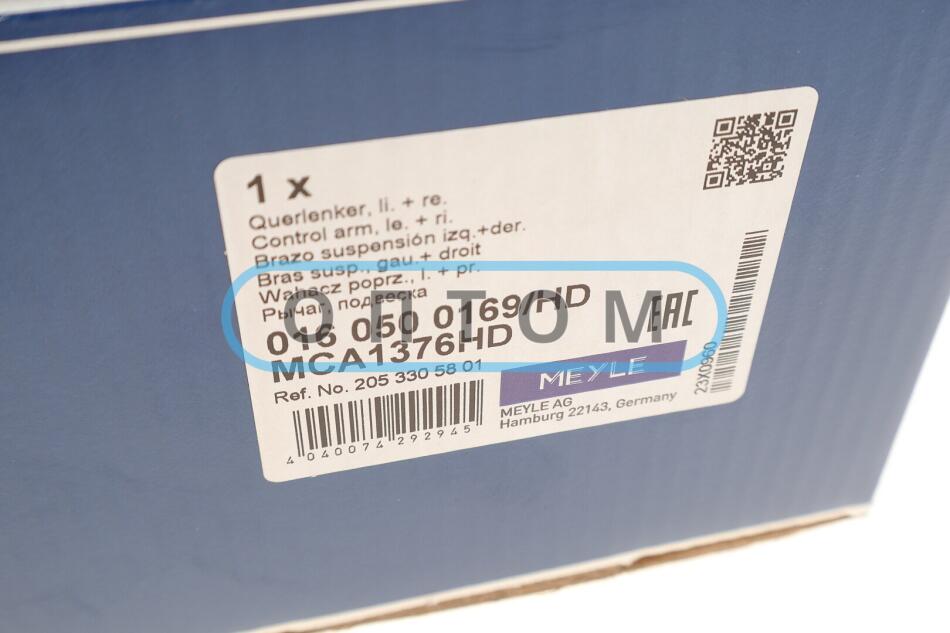 1 x
Querlenker, li. + re.
Control arm, le. + ri.
Brazo suspensión izq.+der.
Bras susp., gau.+ droit
Wahacz poprz., l. + pr.
Рычаг, подвеска
016 050 0169/HD
MCA1376HD
Ref. No. 205 330 58 01
4 040074 292945
EAC
MEYLE
MEYLE AG
Hamburg 22143, Germany
23X0960
ОПТОМ